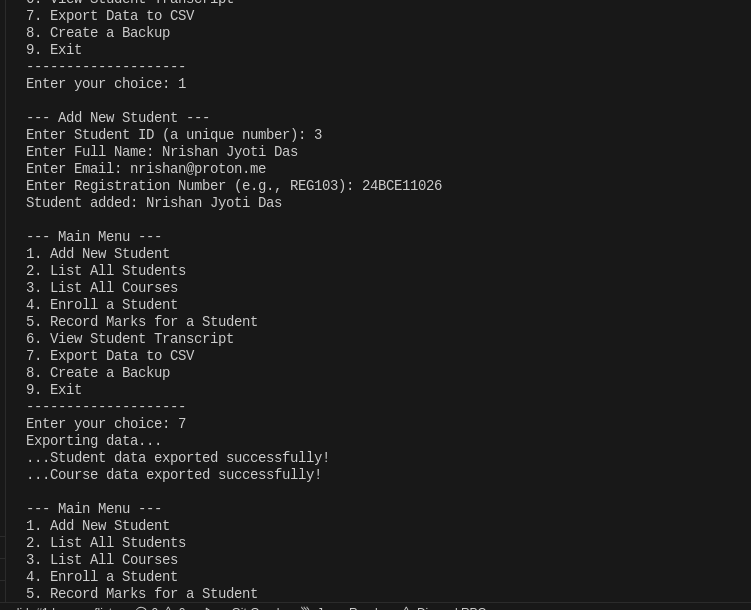 6. View Student Transcript
7. Export Data to CSV
8. Create a Backup
9. Exit
--------------------
Enter your choice: 1
--- Add New Student ---
Enter Student ID (a unique number): 3
Enter Full Name: Nrishan Jyoti Das
Enter Email: nrishan@proton.me
Enter Registration Number (e.g., REG103): 24BCE11026
Student added: Nrishan Jyoti Das
--- Main Menu ---
1. Add New Student
2. List All Students
3. List All Courses
4. Enroll a Student
5. Record Marks for a Student
6. View Student Transcript
7. Export Data to CSV
8. Create a Backup
9. Exit
--------------------
Enter your choice: 7
Exporting data...
...Student data exported successfully!
...Course data exported successfully!
--- Main Menu ---
1. Add New Student
2. List All Students
3. List All Courses
4. Enroll a Student
5. Record Marks for a Student